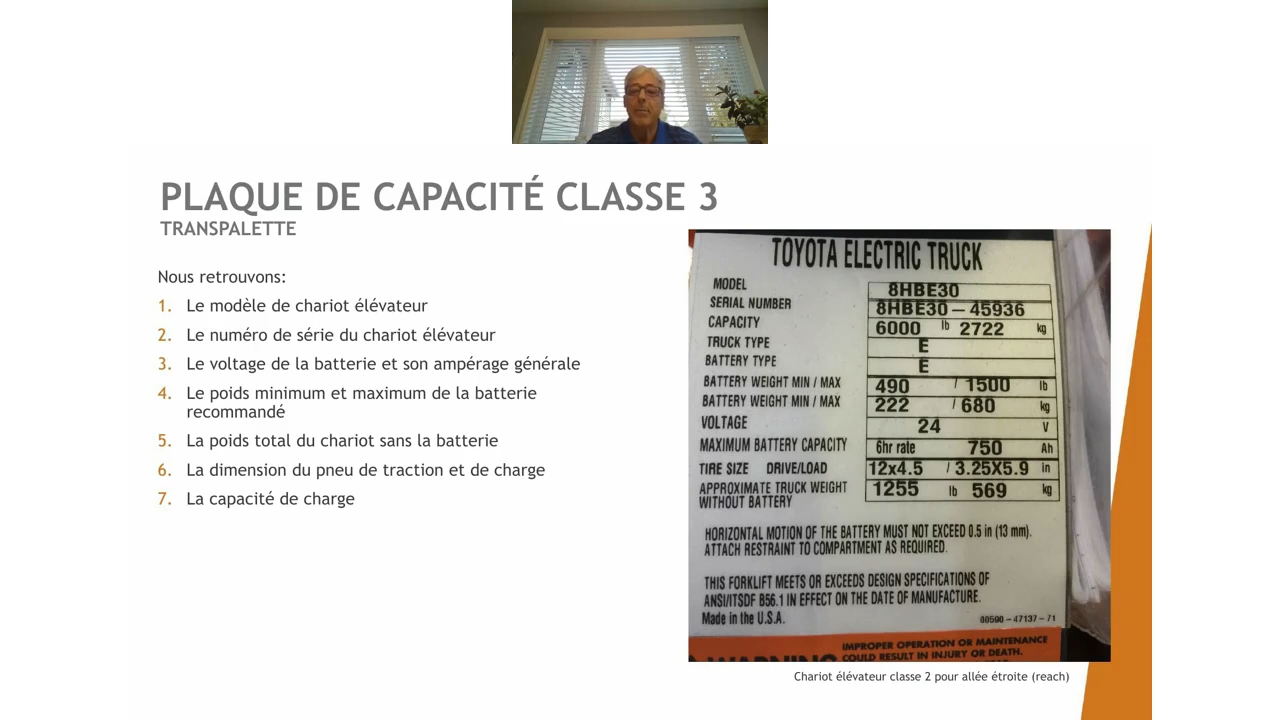 PLAQUE DE CAPACITÉ CLASSE 3
TRANSPALETTE
Nous retrouvons:
1. Le modèle de chariot élévateur
2. Le numéro de série du chariot élévateur
3. Le voltage de la batterie et son ampérage générale
4. Le poids minimum et maximum de la batterie
recommandé
5. La poids total du chariot sans la batterie
6. La dimension du pneu de traction et de charge
7. La capacité de charge
TOYOTA ELECTRIC TRUCK
MODEL 8HBE30
SERIAL NUMBER 8HBE30-45936
CAPACITY 6000 lb 2722 kg
TRUCK TYPE E
BATTERY TYPE E
BATTERY WEIGHT MIN / MAX 490 / 1500 lb
BATTERY WEIGHT MIN / MAX 222 / 680 kg
VOLTAGE 24 V
MAXIMUM BATTERY CAPACITY 6hr rate 750 Ah
TIRE SIZE DRIVE/LOAD 12x4.5 / 3.25X5.9 in
APPROXIMATE TRUCK WEIGHT
WITHOUT BATTERY 1255 lb 569 kg
HORIZONTAL MOTION OF THE BATTERY MUST NOT EXCEED 0.5 in (13 mm).
ATTACH RESTRAINT TO COMPARTMENT AS REQUIRED.
THIS FORKLIFT MEETS OR EXCEEDS DESIGN SPECIFICATIONS OF
ANSI/ITSDF B56.1 IN EFFECT ON THE DATE OF MANUFACTURE.
Made in the U.S.A. 00590-47137-71
WARNING
IMPROPER OPERATION OR MAINTENANCE
COULD RESULT IN INJURY OR DEATH.
Chariot élévateur classe 2 pour allée étroite (reach)